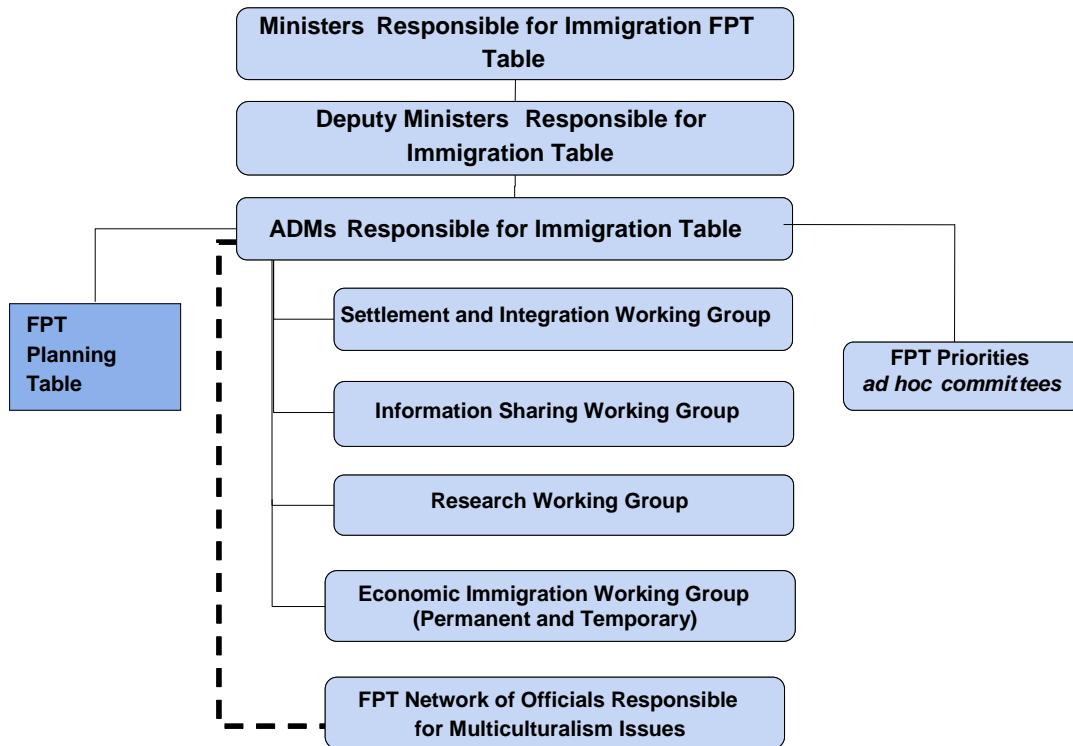 Ministers Responsible for Immigration FPT
Table
Deputy Ministers Responsible for
Immigration Table
ADMs Responsible for Immigration Table
FPT
Planning
Table
Settlement and Integration Working Group
FPT Priorities
ad hoc committees
Information Sharing Working Group
Research Working Group
Economic Immigration Working Group
(Permanent and Temporary)
FPT Network of Officials Responsible
for Multiculturalism Issues